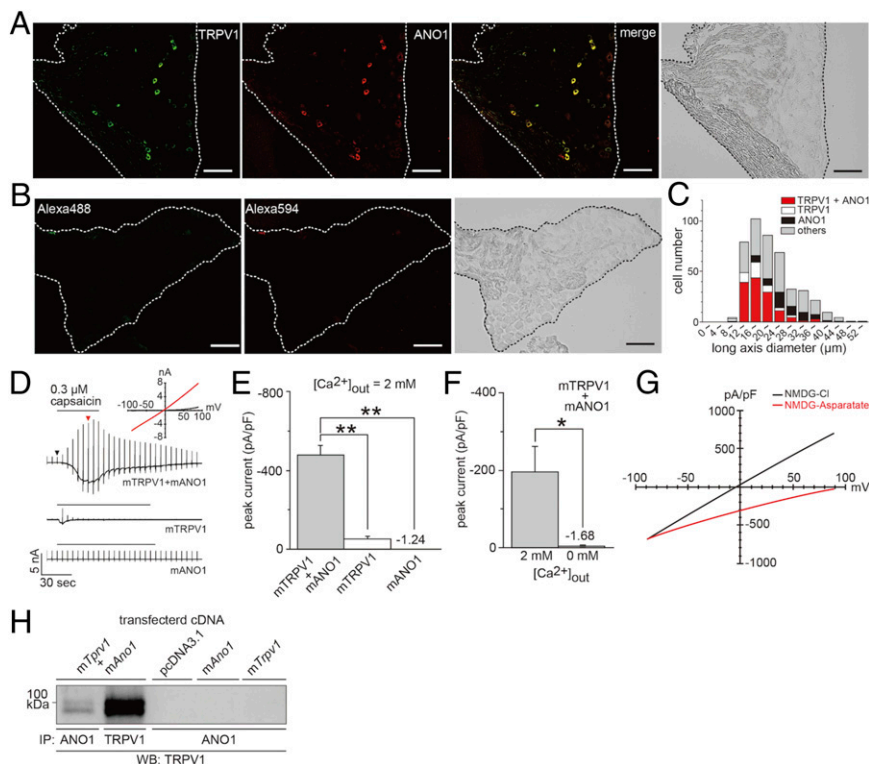 A
TRPV1
ANO1
merge
B
Alexa488
Alexa594
C
TRPV1 + ANO1
TRPV1
ANO1
others
cell number
100
50
0
0 –
4 –
8 –
12 –
16 –
20 –
24 –
28 –
32 –
36 –
40 –
44 –
48 –
52 –
long axis diameter (μm)
D
0.3 μM
capsaicin
nA
8
4
-100
-50
50
100
mV
-4
-8
mTRPV1+mANO1
mTRPV1
mANO1
5 nA
30 sec
E
[Ca2+]out = 2 mM
peak current (pA/pF)
-800
-400
0
**
**
-1.24
mTRPV1
+
mANO1
mTRPV1
mANO1
F
mTRPV1
+
mANO1
peak current (pA/pF)
-400
-200
0
*
-1.68
2 mM
0 mM
[Ca2+]out
G
pA/pF
NMDG-Cl
NMDG-Asparatate
1000
500
-100
-50
50
100
mV
-500
-1000
H
transfecterd cDNA
mTprv1
+
mAno1
pcDNA3.1
mAno1
mTrpv1
100
kDa
IP: ANO1 TRPV1 ANO1
WB: TRPV1